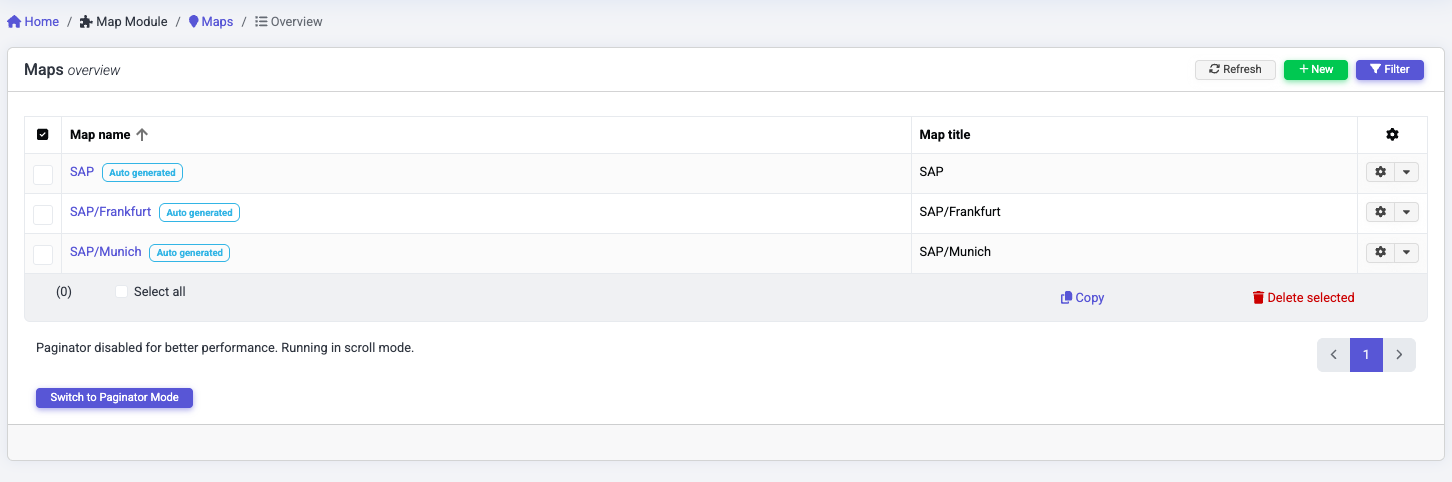 Home / Map Module / Maps / Overview
Maps overview Refresh + New Filter
Map name Map title
SAP Auto generated SAP
SAP/Frankfurt Auto generated SAP/Frankfurt
SAP/Munich Auto generated SAP/Munich
(0) Select all Copy Delete selected
Paginator disabled for better performance. Running in scroll mode. 1
Switch to Paginator Mode